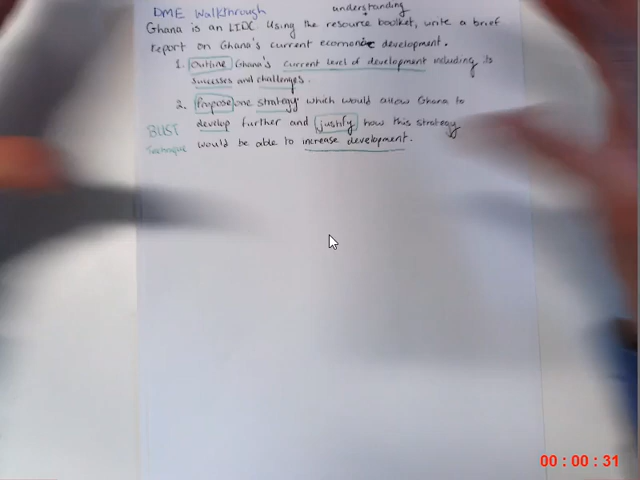 DME Walkthrough understanding
Ghana is an LIDC Using the resource booklet, write a brief
report on Ghana's current economic development.
1. Outline Ghana's current level of development including its
successes and challenges.
2. Propose one strategy which would allow Ghana to
BUST develop further and justify how this strategy
Technique would be able to increase development.
00:00:31